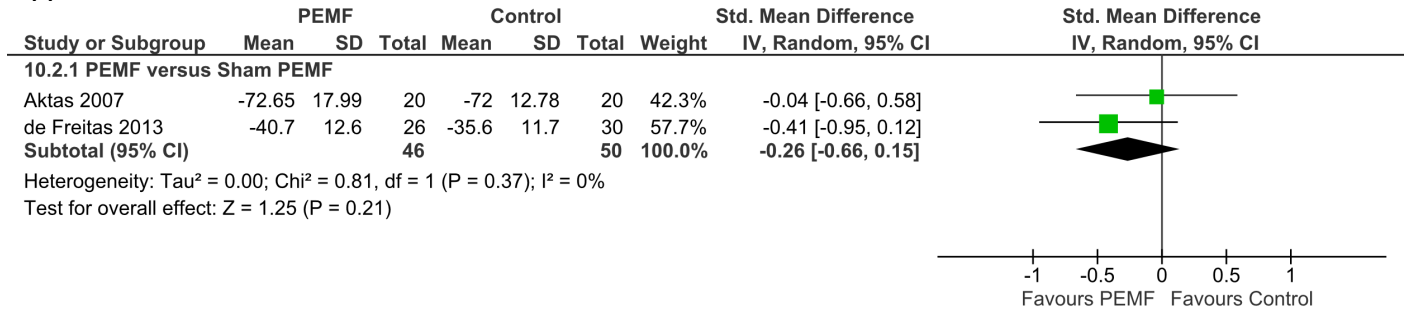 PEMF Control Std. Mean Difference Std. Mean Difference
Study or Subgroup Mean SD Total Mean SD Total Weight IV, Random, 95% CI IV, Random, 95% CI
10.2.1 PEMF versus Sham PEMF
Aktas 2007 -72.65 17.99 20 -72 12.78 20 42.3% -0.04 [-0.66, 0.58]
de Freitas 2013 -40.7 12.6 26 -35.6 11.7 30 57.7% -0.41 [-0.95, 0.12]
Subtotal (95% CI) 46 50 100.0% -0.26 [-0.66, 0.15]
Heterogeneity: Tau² = 0.00; Chi² = 0.81, df = 1 (P = 0.37); I² = 0%
Test for overall effect: Z = 1.25 (P = 0.21)
-1 -0.5 0 0.5 1
Favours PEMF Favours Control